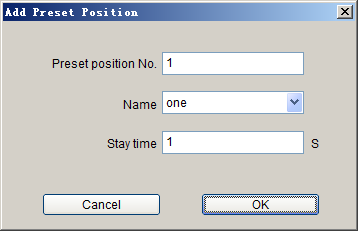 Add Preset Position
Preset position No. 1
Name one
Stay time 1 S
Cancel OK